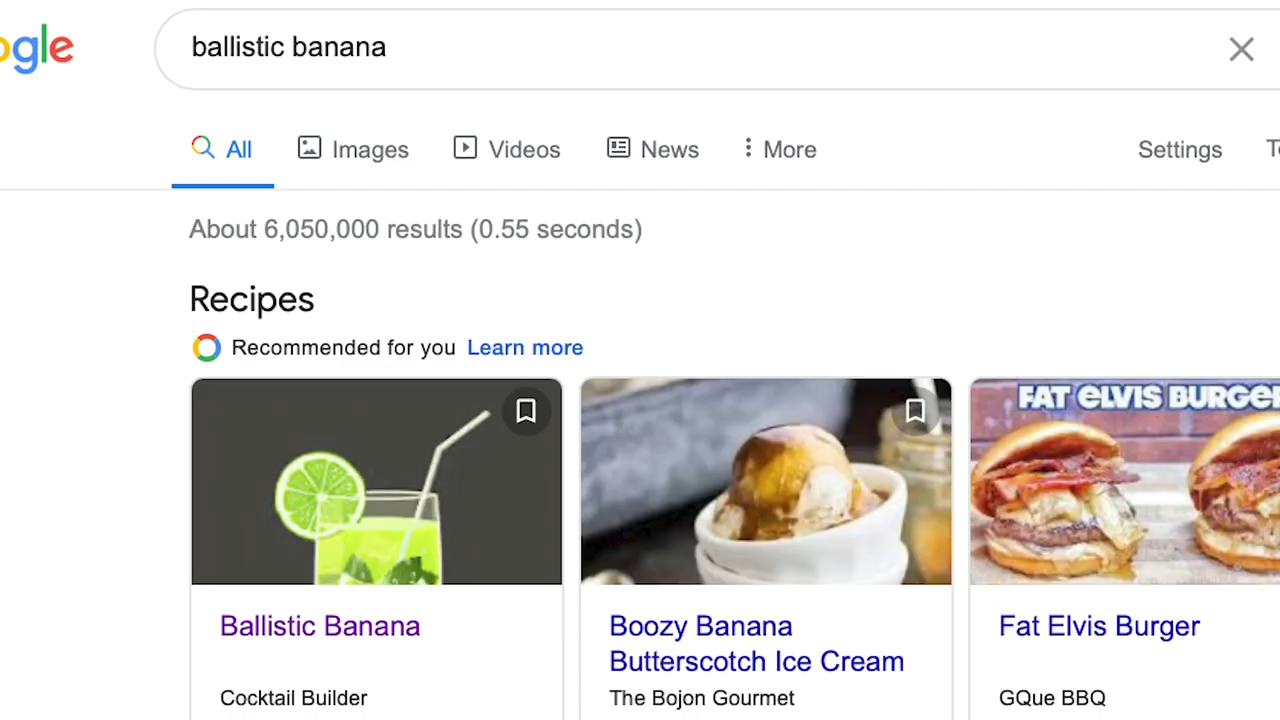 ogle
ballistic banana
All Images Videos News More Settings
About 6,050,000 results (0.55 seconds)
Recipes
Recommended for you Learn more
FAT ELVIS BURGER
Ballistic Banana
Cocktail Builder
Boozy Banana
Butterscotch Ice Cream
The Bojon Gourmet
Fat Elvis Burger
GQue BBQ